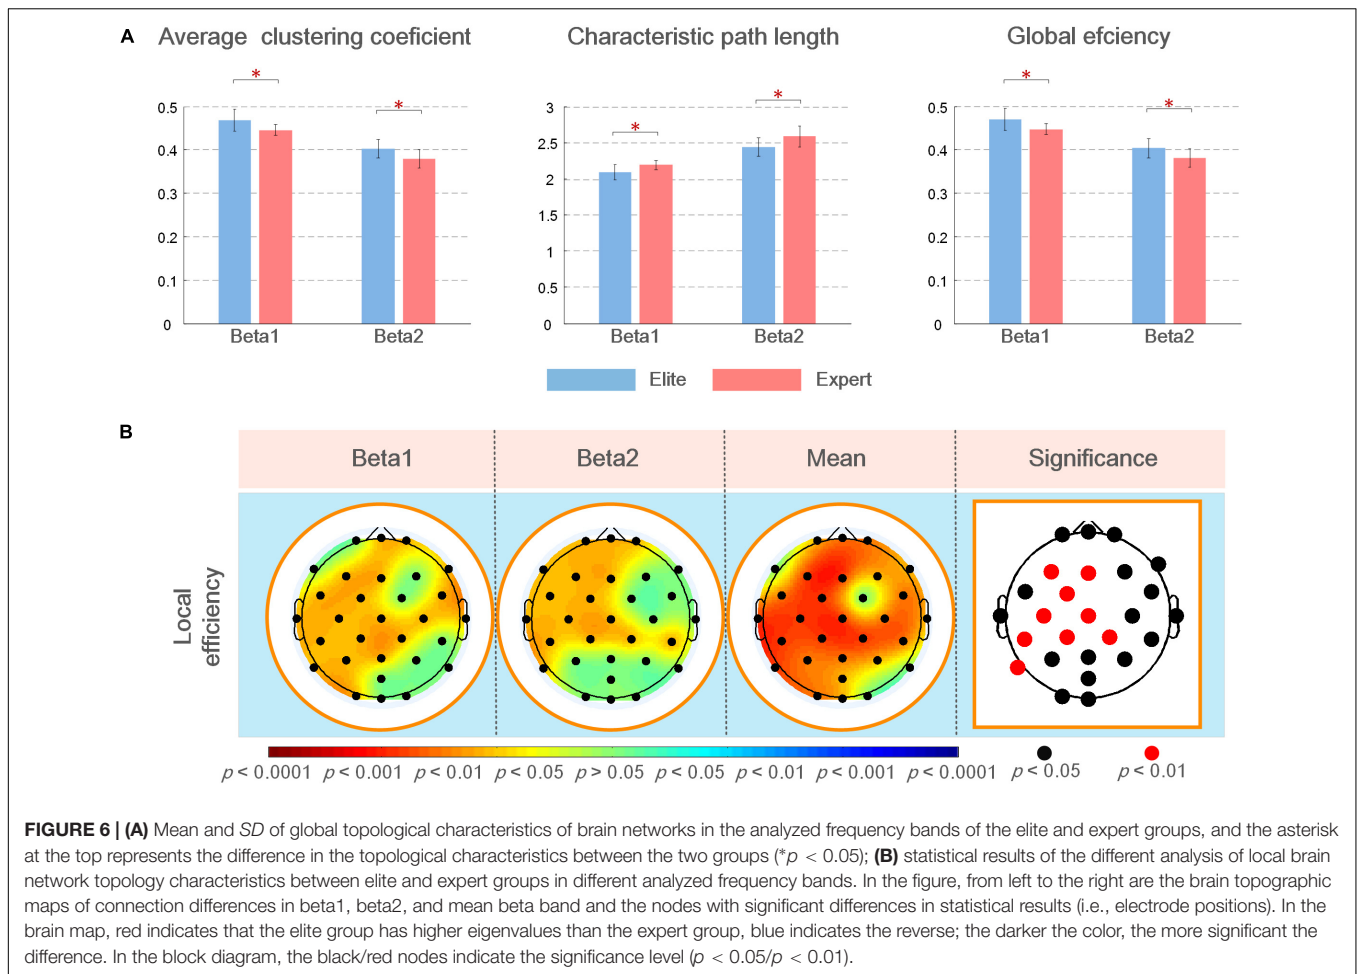 A
Average clustering coeficient
Characteristic path length
Global efciency
*
*
*
*
*
*
0.5
0.4
0.3
0.2
0.1
0
Beta1
Beta2
3
2.5
2
1.5
1
0.5
0
Beta1
Beta2
0.5
0.4
0.3
0.2
0.1
0
Beta1
Beta2
Elite
Expert
B
Beta1
Beta2
Mean
Significance
Local
efficiency
p < 0.0001
p < 0.001
p < 0.01
p < 0.05
p > 0.05
p < 0.05
p < 0.01
p < 0.001
p < 0.0001
p < 0.05
p < 0.01
FIGURE 6 | (A) Mean and SD of global topological characteristics of brain networks in the analyzed frequency bands of the elite and expert groups, and the asterisk
at the top represents the difference in the topological characteristics between the two groups (*p < 0.05); (B) statistical results of the different analysis of local brain
network topology characteristics between elite and expert groups in different analyzed frequency bands. In the figure, from left to the right are the brain topographic
maps of connection differences in beta1, beta2, and mean beta band and the nodes with significant differences in statistical results (i.e., electrode positions). In the
brain map, red indicates that the elite group has higher eigenvalues than the expert group, blue indicates the reverse; the darker the color, the more significant the
difference. In the block diagram, the black/red nodes indicate the significance level (p < 0.05/p < 0.01).